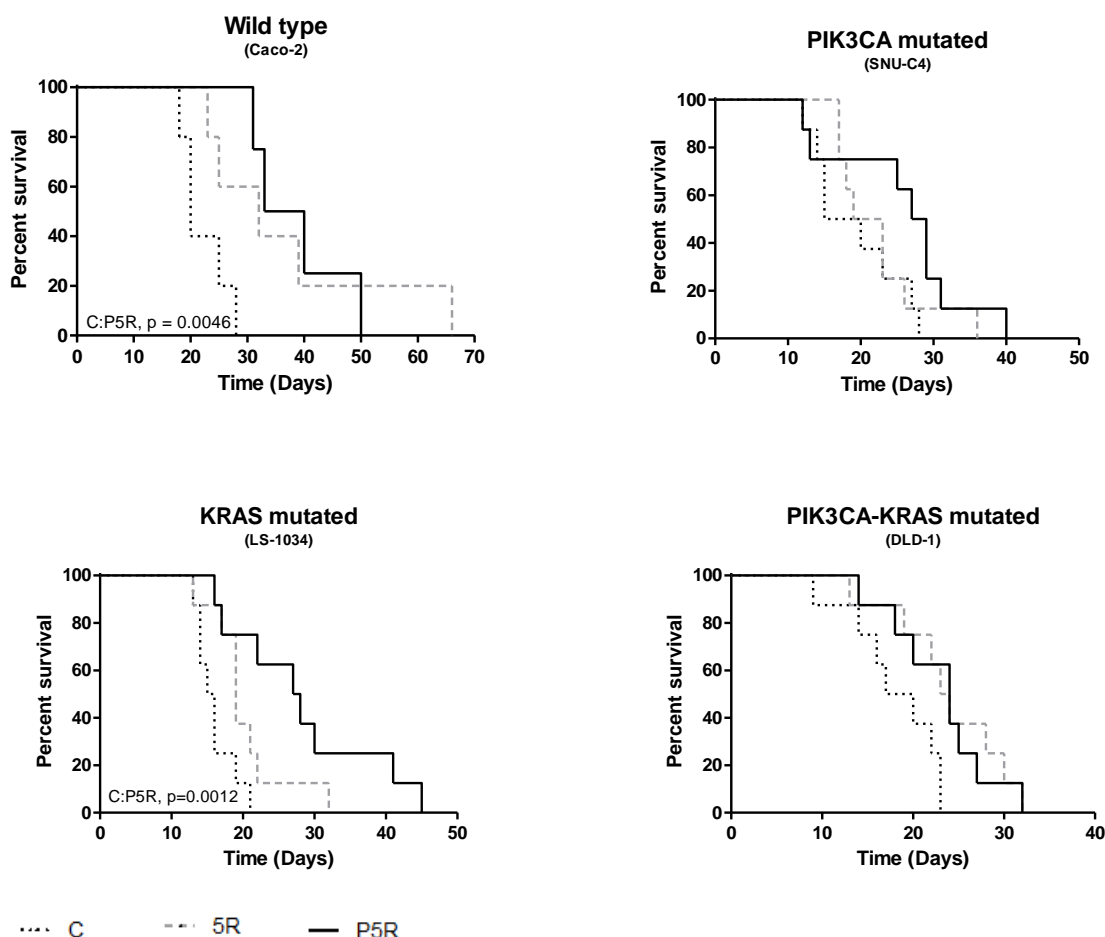 Wild type
(Caco-2)
100
80
60
40
20
0
Percent survival
C:P5R, p = 0.0046
0 10 20 30 40 50 60 70
Time (Days)
PIK3CA mutated
(SNU-C4)
100
80
60
40
20
0
Percent survival
0 10 20 30 40 50
Time (Days)
KRAS mutated
(LS-1034)
100
80
60
40
20
0
Percent survival
C:P5R, p=0.0012
0 10 20 30 40 50
Time (Days)
PIK3CA-KRAS mutated
(DLD-1)
100
80
60
40
20
0
Percent survival
0 10 20 30 40
Time (Days)
C 5R P5R